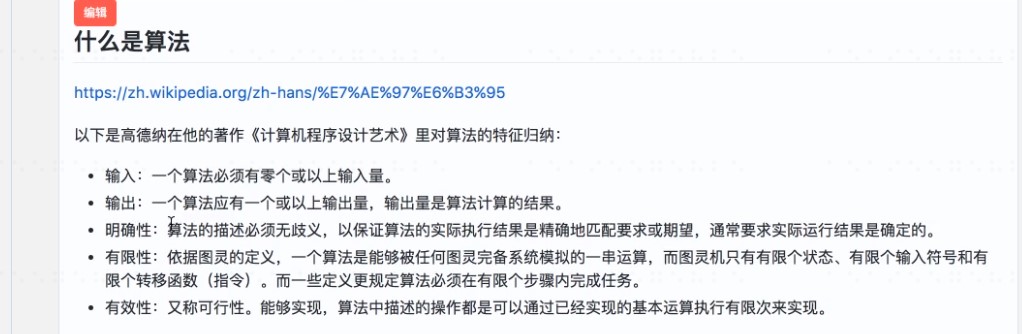 编辑
什么是算法
https://zh.wikipedia.org/zh-hans/%E7%AE%97%E6%B3%95
以下是高德纳在他的著作《计算机程序设计艺术》里对算法的特征归纳：
• 输入：一个算法必须有零个或以上输入量。
• 输出：一个算法应有一个或以上输出量，输出量是算法计算的结果。
• 明确性：算法的描述必须无歧义，以保证算法的实际执行结果是精确地匹配要求或期望，通常要求实际运行结果是确定的。
• 有限性：依据图灵的定义，一个算法是能够被任何图灵完备系统模拟的一串运算，而图灵机只有有限个状态、有限个输入符号和有
限个转移函数（指令）。而一些定义更规定算法必须在有限个步骤内完成任务。
• 有效性：又称可行性。能够实现，算法中描述的操作都是可以通过已经实现的基本运算执行有限次来实现。